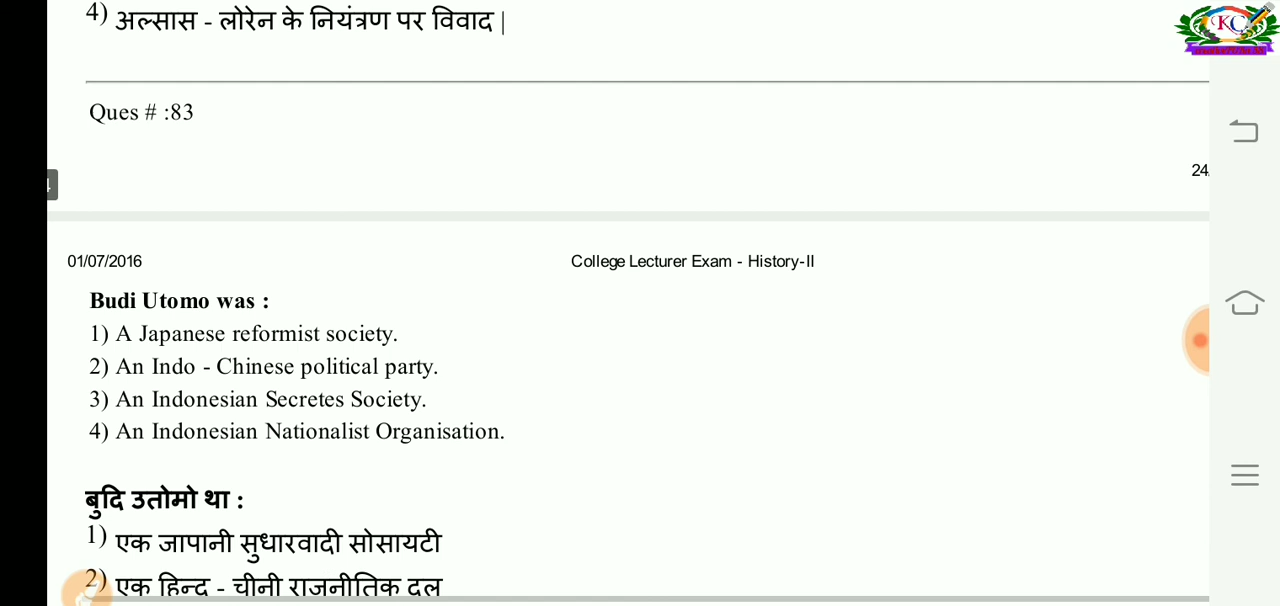 4) अल्सास - लोरेन के नियंत्रण पर विवाद |
KC
Ques # :83
24
01/07/2016 College Lecturer Exam - History-II
Budi Utomo was :
1) A Japanese reformist society.
2) An Indo - Chinese political party.
3) An Indonesian Secretes Society.
4) An Indonesian Nationalist Organisation.
बुदि उतोमो था :
1) एक जापानी सुधारवादी सोसायटी
2) एक हिन्द - चीनी राजनीतिक दल